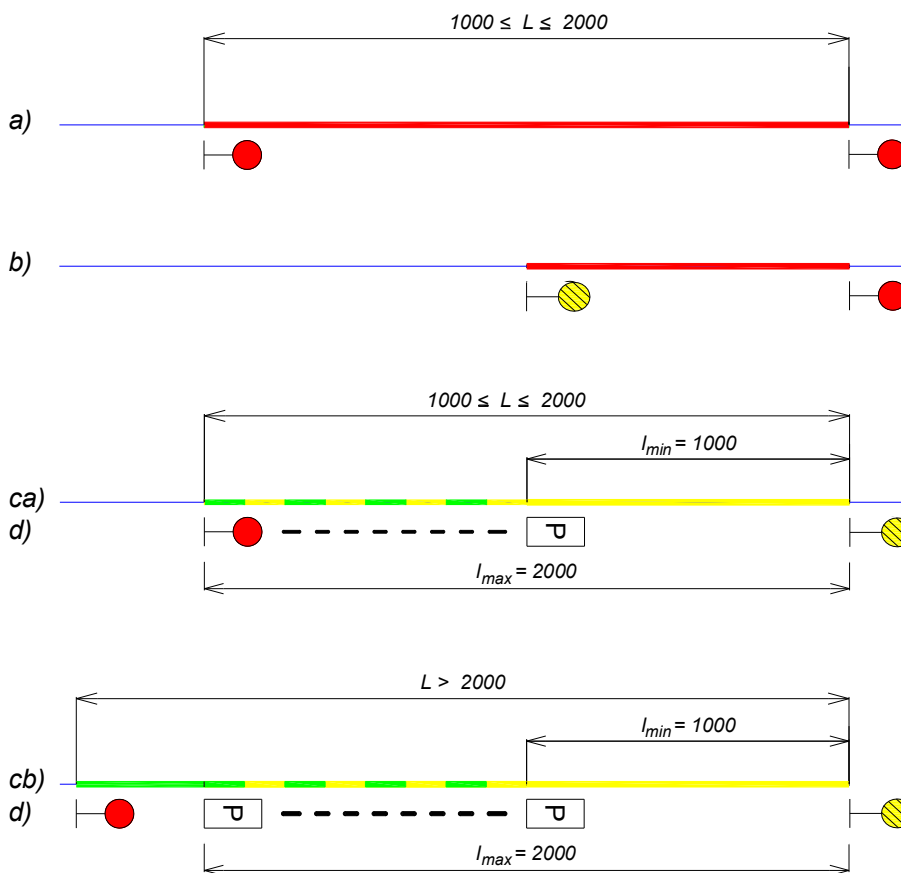 1000 ≤ L ≤ 2000
a)
b)
1000 ≤ L ≤ 2000
lmin = 1000
ca)
d)
P
lmax = 2000
L > 2000
lmin = 1000
cb)
d)
P
P
lmax = 2000